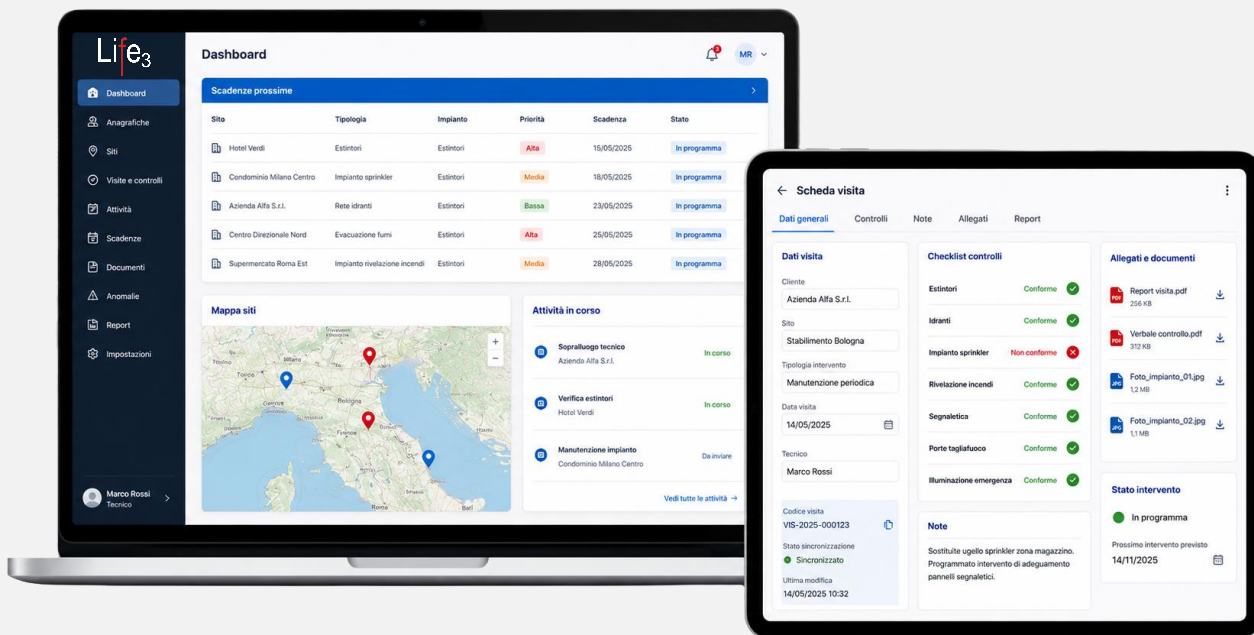 Life3
Dashboard
Anagrafiche
Siti
Visite e controlli
Attività
Scadenze
Documenti
Anomalie
Report
Impostazioni
Marco Rossi
Tecnico
Dashboard
3
MR
Scadenze prossime
Sito Tipologia Impianto Priorità Scadenza Stato
Hotel Verdi Estintori Estintori Alta 15/05/2025 In programma
Condominio Milano Centro Impianto sprinkler Estintori Media 18/05/2025 In programma
Azienda Alfa S.r.l. Rete idranti Estintori Bassa 23/05/2025 In programma
Centro Direzionale Nord Evacuazione fumi Estintori Alta 25/05/2025 In programma
Supermercato Roma Est Impianto rivelazione incendi Estintori Media 28/05/2025 In programma
Mappa siti
+
−
Milano
Bologna
Firenze
Roma
Bari
Attività in corso
Sopralluogo tecnico
Aziendo Alfa S.r.l.
In corso
Verifica estintori
Hotel Verdi
In corso
Manutenzione impianto
Condominio Milano Centro
Da inviare
Vedi tutte le attività →
← Scheda visita
Dati generali Controlli Note Allegati Report
Dati visita
Cliente
Azienda Alfa S.r.l.
Sito
Stabilimento Bologna
Tipologia intervento
Manutenzione periodica
Data visita
14/05/2025
Tecnico
Marco Rossi
Codice visita
VIS-2025-000123
Stato sincronizzazione
Sincronizzato
Ultima modifica
14/05/2025 10:32
Checklist controlli
Estintori Conforme
Idranti Conforme
Impianto sprinkler Non conforme
Rivelazione incendi Conforme
Segnaletica Conforme
Porte tagliafuoco Conforme
Illuminazione emergenza Conforme
Note
Sostituite ugello sprinkler zona magazzino.
Programmato intervento di adeguamento
pannelli segnaletici.
Allegati e documenti
PDF Report visita.pdf
256 KB
PDF Verbale controllo.pdf
312 KB
JPG Foto_impianto_01.jpg
1,2 MB
JPG Foto_impianto_02.jpg
1,1 MB
Stato intervento
In programma
Prossimo intervento previsto
14/11/2025